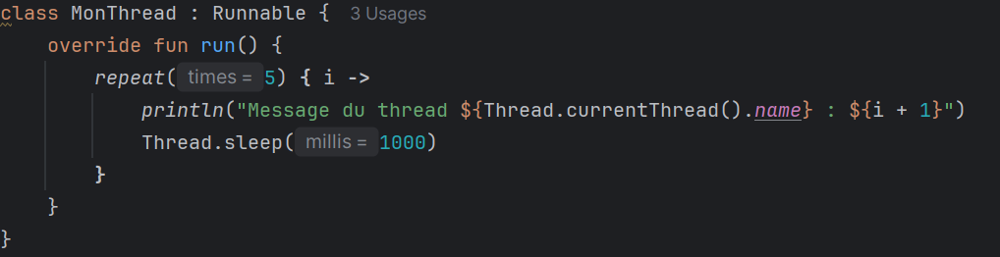 class MonThread : Runnable {  3 Usages
    override fun run() {
        repeat( times = 5) { i ->
            println("Message du thread ${Thread.currentThread().name} : ${i + 1}")
            Thread.sleep( millis = 1000)
        }
    }
}